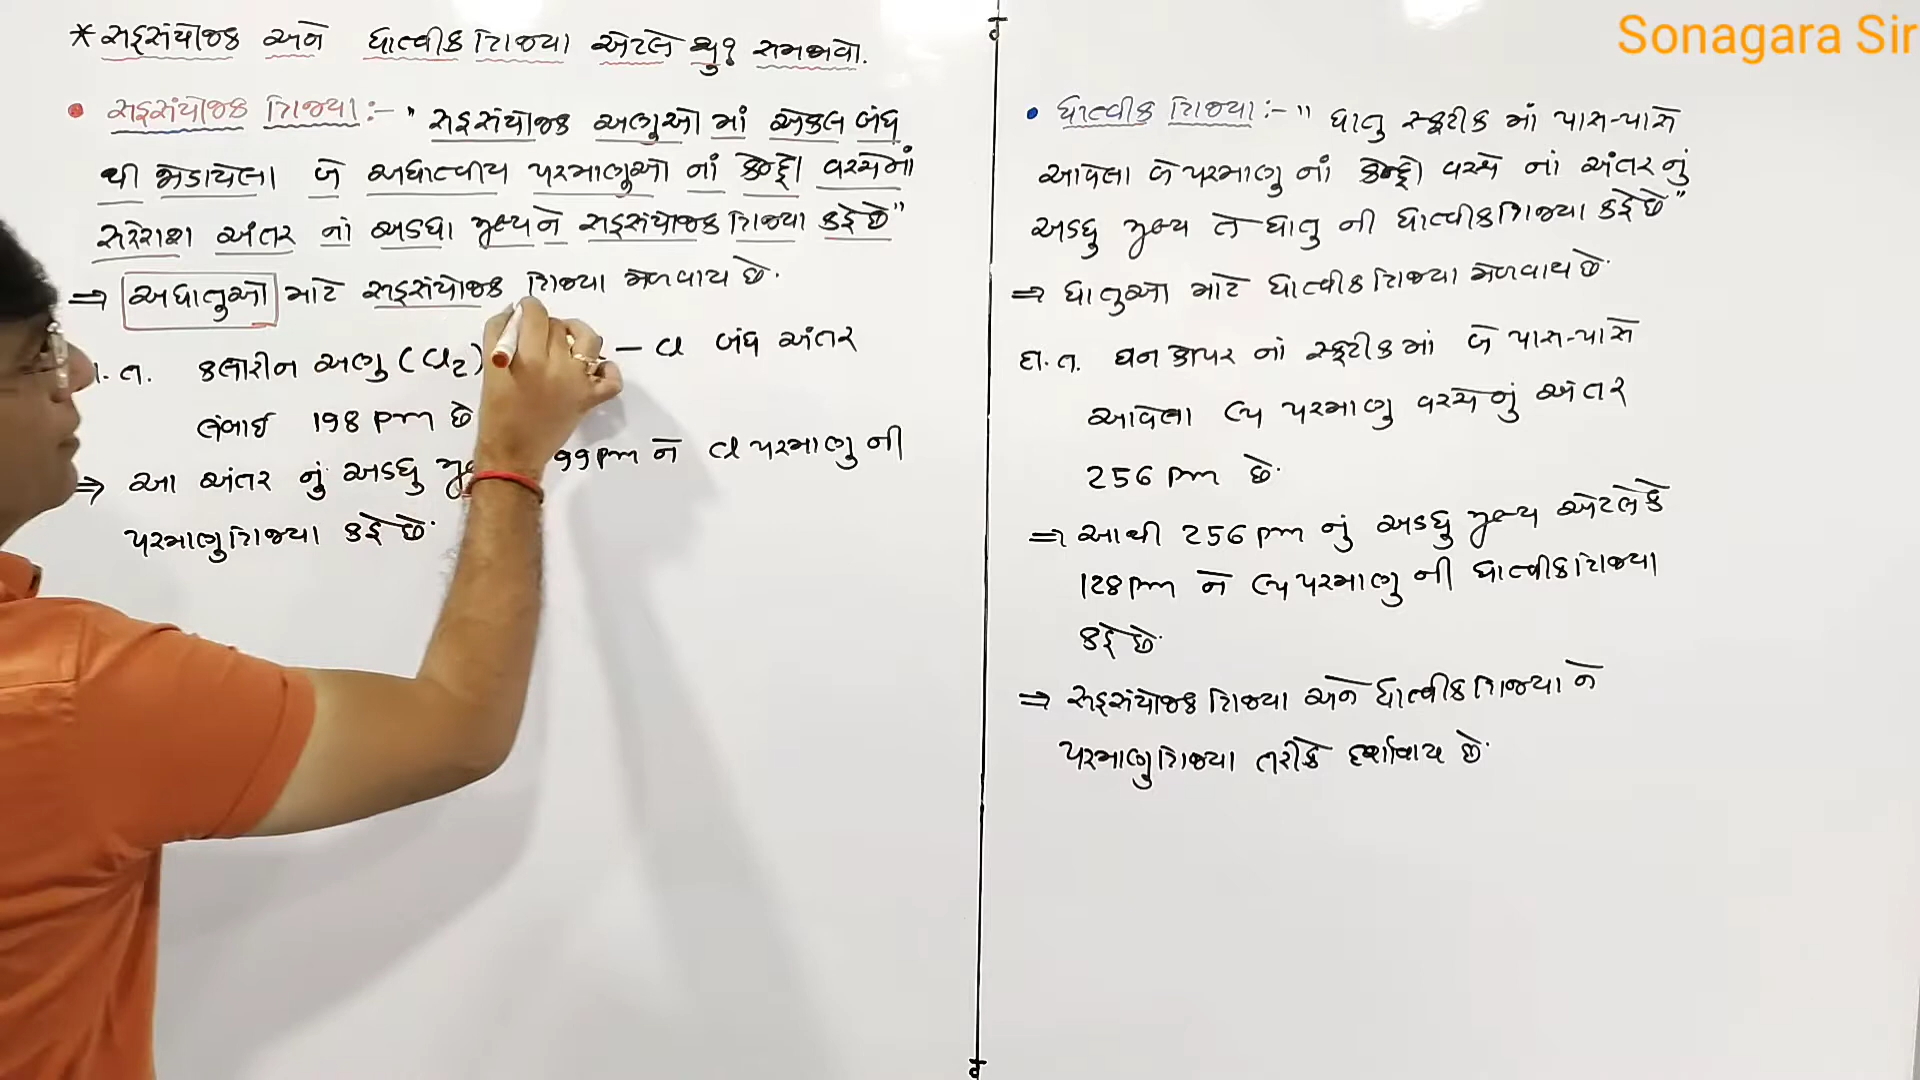 * સહસંયોજક અને ધાત્વીક ત્રિજ્યા એટલે શુ? સમજાવો.
• સહસંયોજક ત્રિજ્યા :- " સહસંયોજક અણુઓ માં એકલ બંધ
થી જોડાયેલા બે અધાત્વીય પરમાણુઓ નાં કેન્દ્રો વચ્ચેનાં
સરેરાશ અંતર નાં અડધા મૂલ્ય ને સહસંયોજક ત્રિજ્યા કહે છે"
⇒ અધાતુઓ માટે સહસંયોજક ત્રિજ્યા મેળવાય છે.
ત. ક્લોરીન અણુ (Cl2) – Cl બંધ અંતર
લંબાઈ 198 pm છે
⇒ આ અંતર નું અડધુ 99 pm ને Cl પરમાણુ ની
પરમાણુ ત્રિજ્યા કહે છે.
Sonagara Sir
• ધાત્વીક ત્રિજ્યા :- " ધાતુ સ્ફટીક માં પાસ-પાસે
આવેલા બે પરમાણુ નાં કેન્દ્રો વચ્ચે નાં અંતર નું
અડધુ મૂલ્ય તે ધાતુ ની ધાત્વીક ત્રિજ્યા કહે છે"
⇒ ધાતુઓ માટે ધાત્વીક ત્રિજ્યા મેળવાય છે.
દા.ત. ઘન કોપર નાં સ્ફટીક માં બે પાસ-પાસે
આવેલા Cu પરમાણુ વચ્ચે નું અંતર
256 pm છે.
⇒ આથી 256 pm નું અડધુ મૂલ્ય એટલે કે
128 pm ને Cu પરમાણુ ની ધાત્વીક ત્રિજ્યા
કહે છે.
⇒ સહસંયોજક ત્રિજ્યા અને ધાત્વીક ત્રિજ્યા ને
પરમાણુ ત્રિજ્યા તરીકે દર્શાવાય છે.